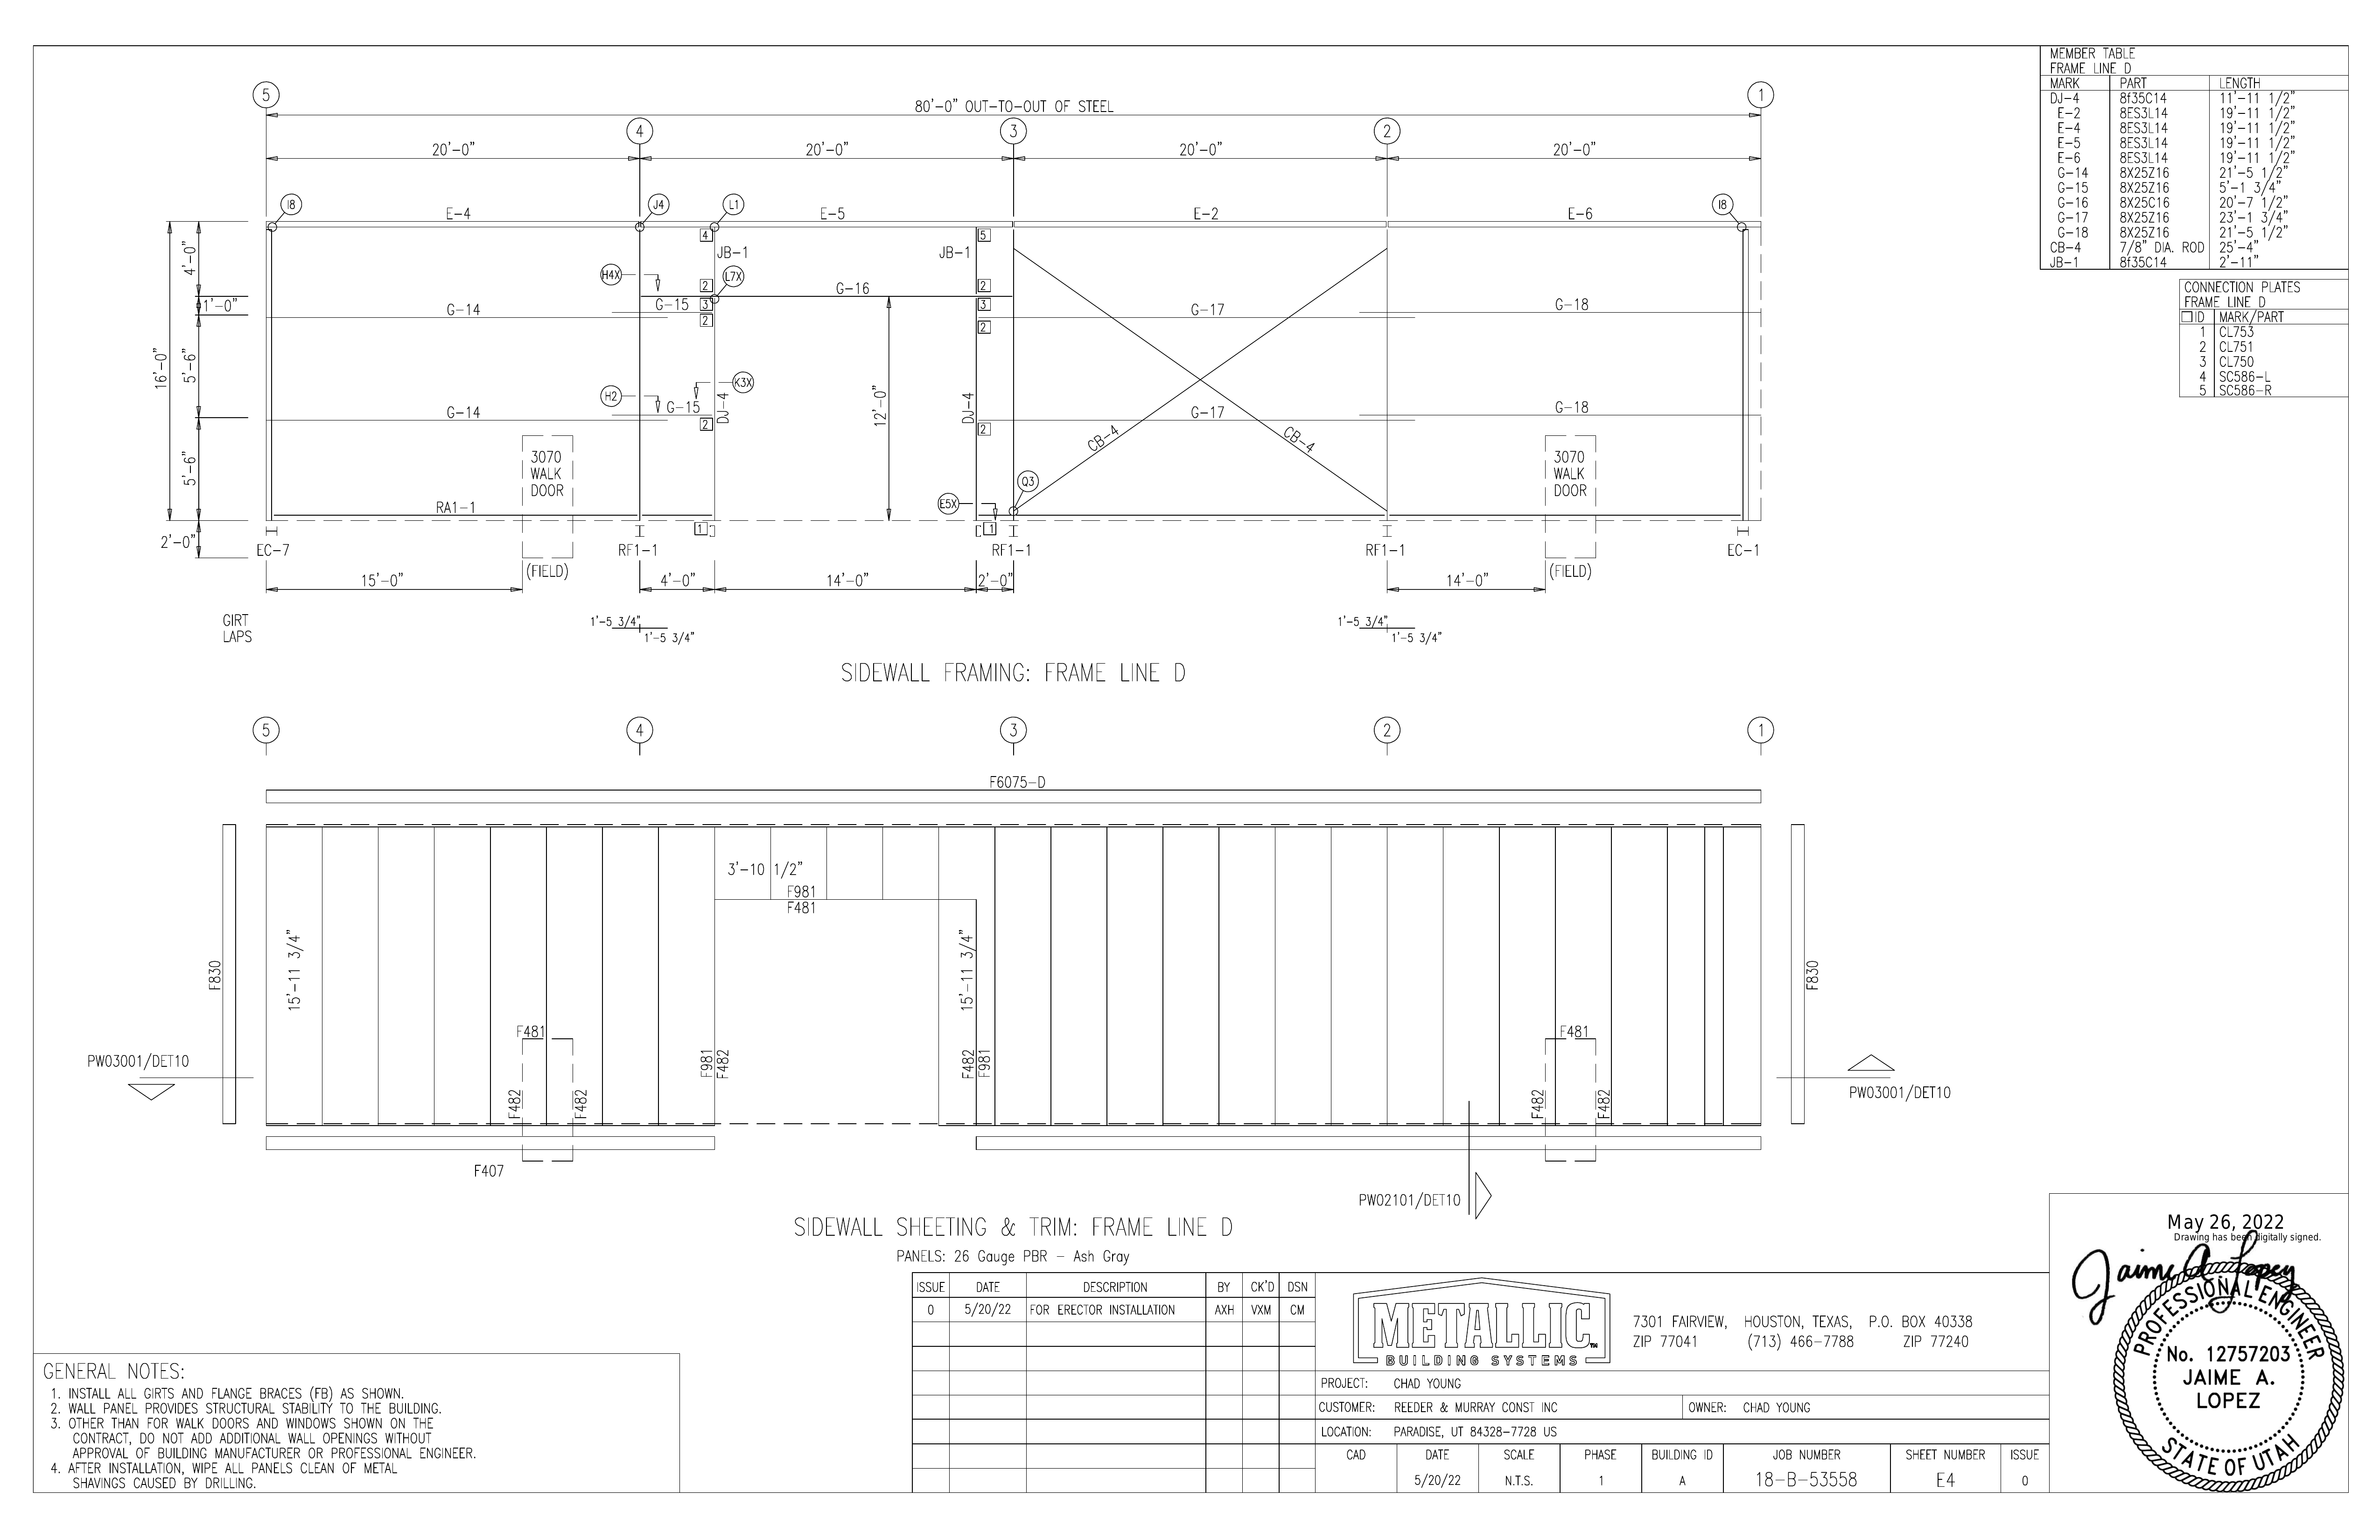 MEMBER TABLE
FRAME LINE D
MARK PART LENGTH
DJ-4 8f35C14 11'-11 1/2"
E-2 8ES3L14 19'-11 1/2"
E-4 8ES3L14 19'-11 1/2"
E-5 8ES3L14 19'-11 1/2"
E-6 8ES3L14 19'-11 1/2"
G-14 8X25Z16 21'-5 1/2"
G-15 8X25Z16 5'-1 3/4"
G-16 8X25C16 20'-7 1/2"
G-17 8X25Z16 23'-1 3/4"
G-18 8X25Z16 21'-5 1/2"
CB-4 7/8" DIA. ROD 25'-4"
JB-1 8f35C14 2'-11"
CONNECTION PLATES
FRAME LINE D
□ID MARK/PART
1 CL753
2 CL751
3 CL750
4 SC586-L
5 SC586-R
5 1
80'-0" OUT-TO-OUT OF STEEL
4 3 2
20'-0" 20'-0" 20'-0" 20'-0"
I8 J4 L1 I8
E-4 E-5 E-2 E-6
4 5
4'-0" JB-1 JB-1
H4X L7X
2 G-16 2
1'-0" G-14 G-15 3 3 G-17 G-18
2 2
16'-0" 5'-6" 12'-0"
K3X
H2 G-15 DJ-4 DJ-4
G-14 G-17 G-18
2 2
CB-4 CB-4
5'-6"
3070 3070
WALK WALK
DOOR DOOR
Q3
E5X
RA1-1
1 1
2'-0"
EC-7 RF1-1 RF1-1 RF1-1 EC-1
(FIELD) (FIELD)
15'-0" 4'-0" 14'-0" 2'-0" 14'-0"
GIRT
LAPS
1'-5 3/4" 1'-5 3/4"
1'-5 3/4" 1'-5 3/4"
SIDEWALL FRAMING: FRAME LINE D
5 4 3 2 1
F6075-D
3'-10 1/2"
F981
F481
F830 15'-11 3/4" 15'-11 3/4" F830
F481 F481
PW03001/DET10
F981 F482 F482 F981
F482 F482 F482 F482
PW03001/DET10
F407
PW02101/DET10
SIDEWALL SHEETING & TRIM: FRAME LINE D
PANELS: 26 Gauge PBR - Ash Gray
GENERAL NOTES:
1. INSTALL ALL GIRTS AND FLANGE BRACES (FB) AS SHOWN.
2. WALL PANEL PROVIDES STRUCTURAL STABILITY TO THE BUILDING.
3. OTHER THAN FOR WALK DOORS AND WINDOWS SHOWN ON THE
CONTRACT, DO NOT ADD ADDITIONAL WALL OPENINGS WITHOUT
APPROVAL OF BUILDING MANUFACTURER OR PROFESSIONAL ENGINEER.
4. AFTER INSTALLATION, WIPE ALL PANELS CLEAN OF METAL
SHAVINGS CAUSED BY DRILLING.
ISSUE DATE DESCRIPTION BY CK'D DSN
0 5/20/22 FOR ERECTOR INSTALLATION AXH VXM CM
METALLIC™
BUILDING SYSTEMS
7301 FAIRVIEW, HOUSTON, TEXAS, P.O. BOX 40338
ZIP 77041 (713) 466-7788 ZIP 77240
PROJECT: CHAD YOUNG
CUSTOMER: REEDER & MURRAY CONST INC OWNER: CHAD YOUNG
LOCATION: PARADISE, UT 84328-7728 US
CAD DATE SCALE PHASE BUILDING ID JOB NUMBER SHEET NUMBER ISSUE
5/20/22 N.T.S. 1 A 18-B-53558 E4 0
May 26, 2022
Drawing has been digitally signed.
Jaime A. Lopez
PROFESSIONAL ENGINEER
No. 12757203
JAIME A.
LOPEZ
STATE OF UTAH